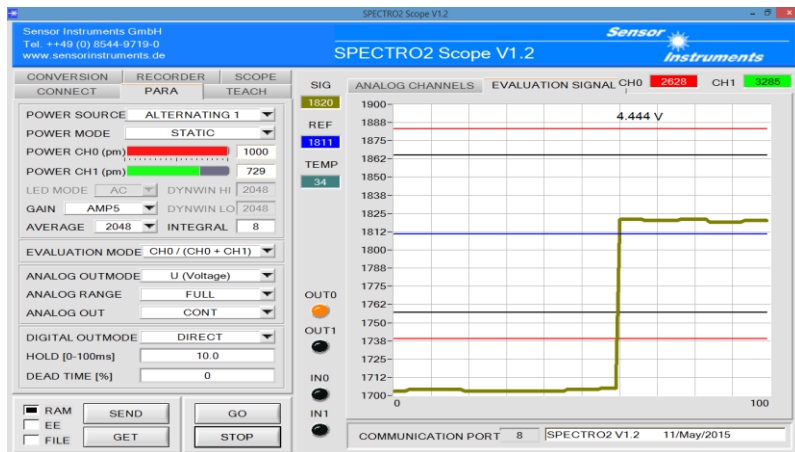 SPECTRO2 Scope V1.2
Sensor Instruments GmbH
Tel. ++49 (0) 8544-9719-0
www.sensorinstruments.de
SPECTRO2 Scope V1.2
Sensor
Instruments
CONVERSION RECORDER SCOPE
CONNECT PARA TEACH
POWER SOURCE ALTERNATING 1
POWER MODE STATIC
POWER CH0 (pm) 1000
POWER CH1 (pm) 729
LED MODE AC DYNWIN HI 2048
GAIN AMP5 DYNWIN LO 2048
AVERAGE 2048 INTEGRAL 8
EVALUATION MODE CH0 / (CH0 + CH1)
ANALOG OUTMODE U (Voltage)
ANALOG RANGE FULL
ANALOG OUT CONT
DIGITAL OUTMODE DIRECT
HOLD [0-100ms] 10.0
DEAD TIME [%] 0
RAM
EE
FILE
SEND GO
GET STOP
SIG
1820
REF
1811
TEMP
34
OUT0
OUT1
IN0
IN1
ANALOG CHANNELS EVALUATION SIGNAL CH0 2628 CH1 3285
4.444 V
1900
1888
1875
1862
1850
1838
1825
1812
1800
1788
1775
1762
1750
1738
1725
1712
1700
0 100
COMMUNICATION PORT 8 SPECTRO2 V1.2 11/May/2015